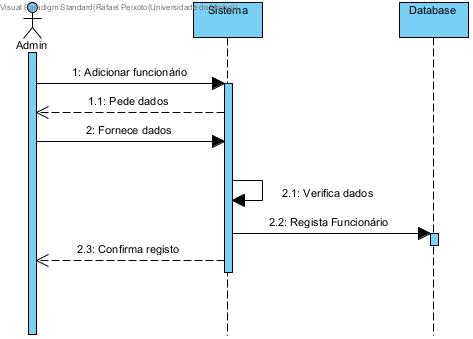 Visual Paradigm Standard(Rafael Peixoto(Universidade do
Sistema
Database
Admin
1: Adicionar funcionário
1.1: Pede dados
2: Fornece dados
2.1: Verifica dados
2.2: Regista Funcionário
2.3: Confirma registo